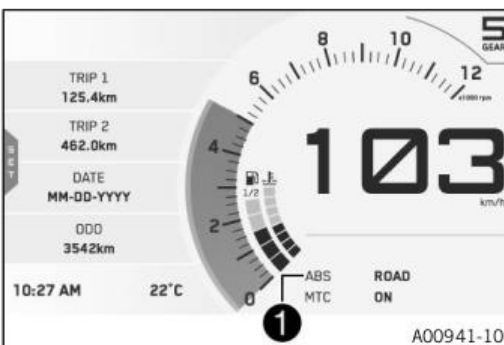 5
GEAR
8
10
6
12
x1000 rpm
TRIP 1
125.4km
4
TRIP 2
462.0km
103
km/h
SET
DATE
MM-DD-YYYY
1/2
2
ODO
3542km
0
ABS ROAD
MTC ON
10:27 AM 22°C
1
A00941-10